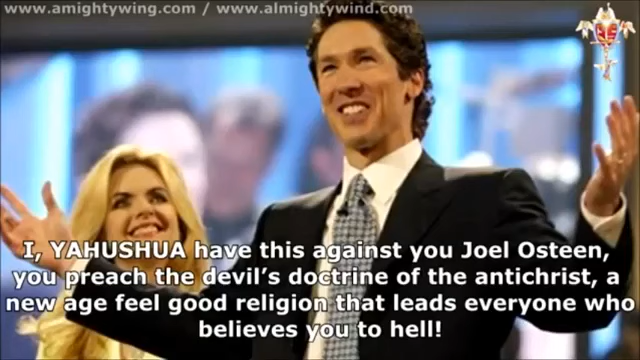 www.amightywing.com / www.almightywind.com
I, YAHUSHUA have this against you Joel Osteen,
you preach the devil's doctrine of the antichrist, a
new age feel good religion that leads everyone who
believes you to hell!